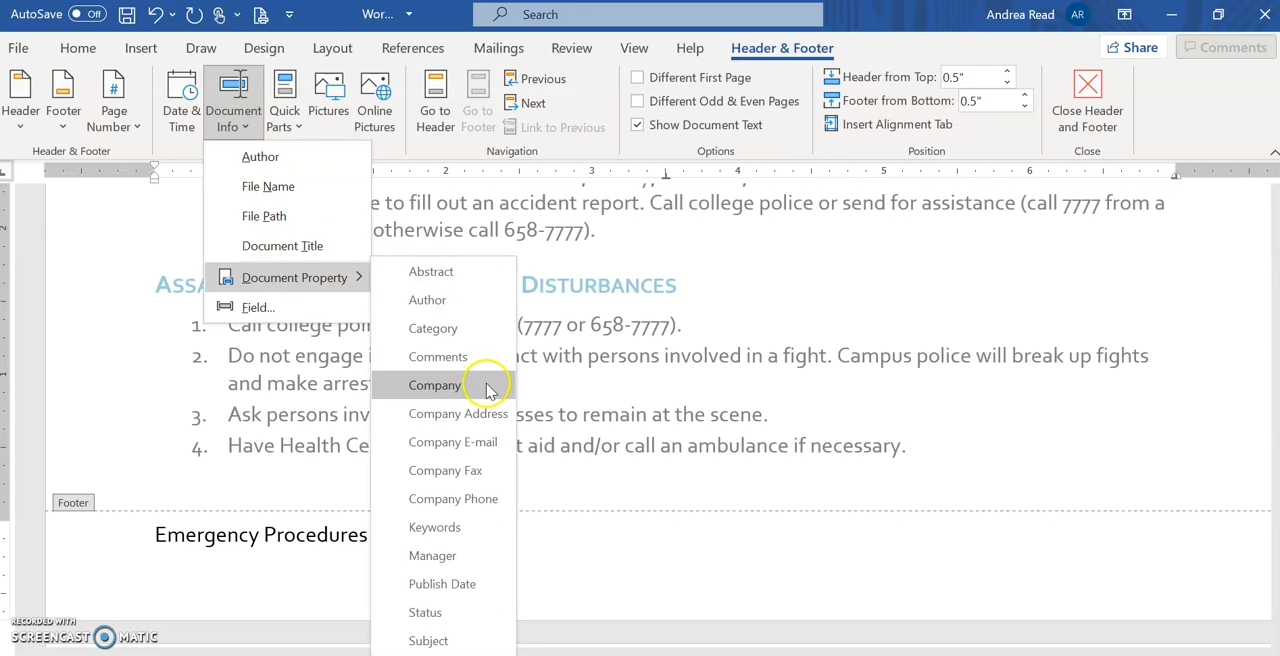 AutoSave Off Wor... Search Andrea Read AR
File Home Insert Draw Design Layout References Mailings Review View Help Header & Footer Share Comments
Header Footer Page Number Date & Time Document Info Quick Parts Pictures Online Pictures Go to Header Go to Footer Previous Next Link to Previous
Different First Page
Different Odd & Even Pages
Show Document Text
Header from Top: 0.5"
Footer from Bottom: 0.5"
Insert Alignment Tab
Close Header and Footer
Header & Footer Navigation Options Position Close
2 3 4 5 6
Author
File Name
File Path
Document Title
Document Property
Field...
Abstract
Author
Category
Comments
Company
Company Address
Company E-mail
Company Fax
Company Phone
Keywords
Manager
Publish Date
Status
Subject
e to fill out an accident report. Call college police or send for assistance (call 7777 from a
otherwise call 658-7777).
ASSA DISTURBANCES
1. Call college poli (7777 or 658-7777).
2. Do not engage i ct with persons involved in a fight. Campus police will break up fights
and make arres
3. Ask persons inv sses to remain at the scene.
4. Have Health Ce t aid and/or call an ambulance if necessary.
Footer
Emergency Procedures
RECORDED WITH
SCREENCAST MATIC